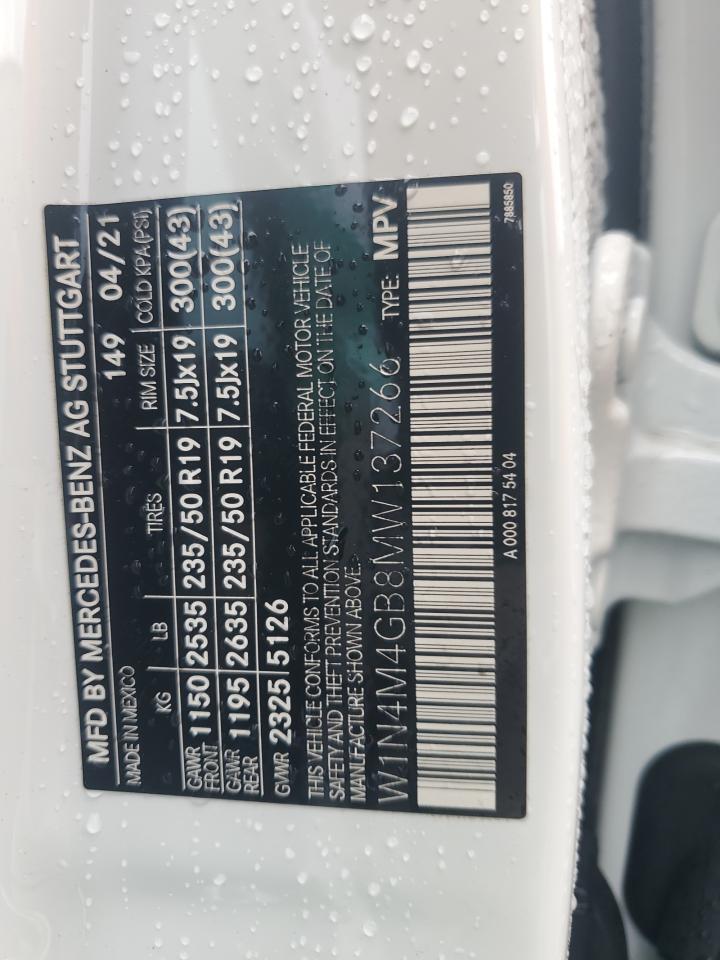 MFD BY MERCEDES-BENZ AG STUTTGART
MADE IN MEXICO 149 04/21
KG LB TIRES RIM SIZE COLD KPA(PSI)
GAWR FRONT 1150 2535 235/50 R19 7.5Jx19 300(43)
GAWR REAR 1195 2635 235/50 R19 7.5Jx19 300(43)
GVWR 2325 5126
THIS VEHICLE CONFORMS TO ALL APPLICABLE FEDERAL MOTOR VEHICLE
SAFETY AND THEFT PREVENTION STANDARDS IN EFFECT ON THE DATE OF
MANUFACTURE SHOWN ABOVE.
W1N4M4GB8MW137266 TYPE: MPV
A 000 817 54 04 7885850